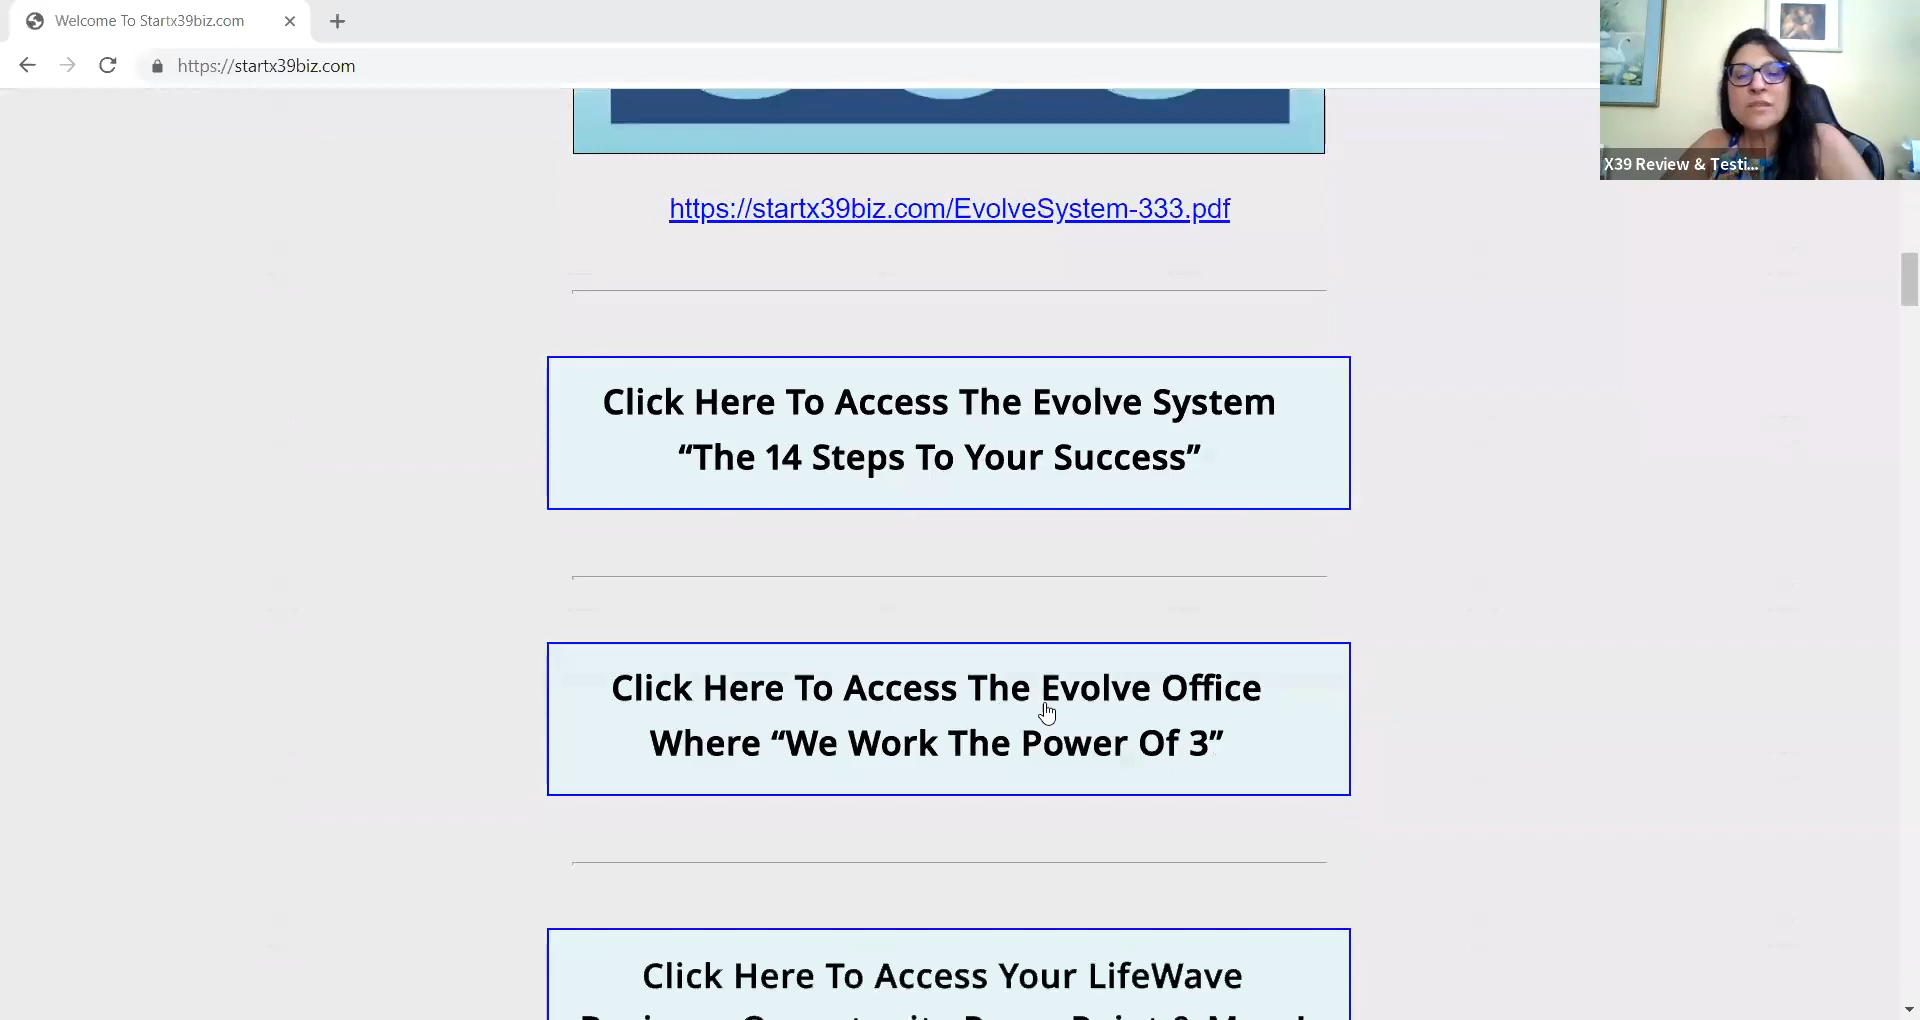 Welcome To Startx39biz.com
https://startx39biz.com
X39 Review & Testi...
https://startx39biz.com/EvolveSystem-333.pdf
Click Here To Access The Evolve System
“The 14 Steps To Your Success”
Click Here To Access The Evolve Office
Where “We Work The Power Of 3”
Click Here To Access Your LifeWave